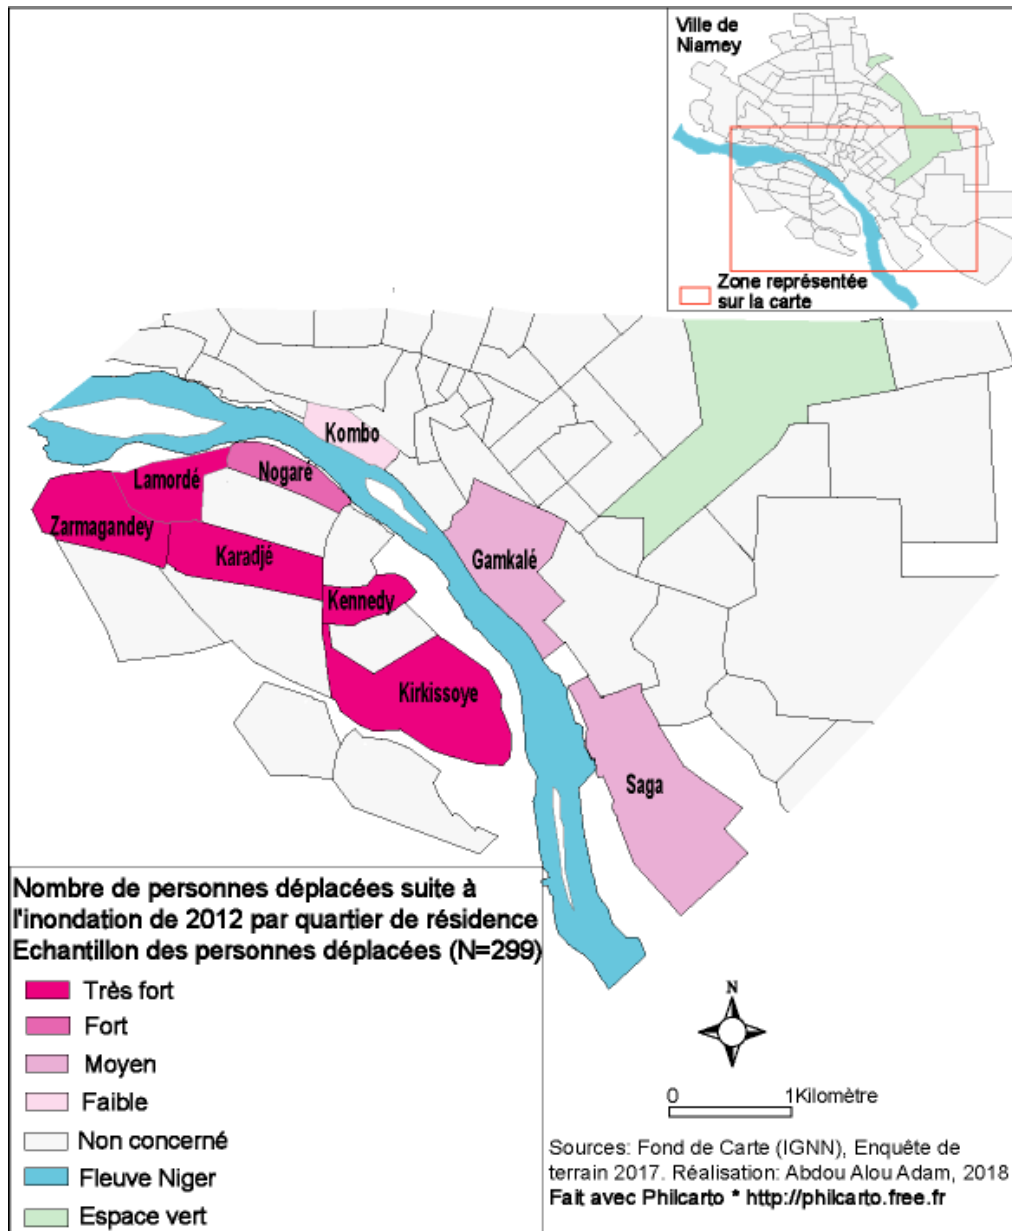 Ville de
Niamey
Zone représentée
sur la carte
Kombo
Nogaré
Lamordé
Zarmagandey
Karadjé
Gamkalé
Kennedy
Kirkissoye
Saga
Nombre de personnes déplacées suite à
l'inondation de 2012 par quartier de résidence
Echantillon des personnes déplacées (N=299)
Très fort
Fort
Moyen
Faible
Non concerné
Fleuve Niger
Espace vert
N
0 1Kilomètre
Sources: Fond de Carte (IGNN), Enquête de
terrain 2017. Réalisation: Abdou Alou Adam, 2018
Fait avec Philcarto * http://philcarto.free.fr